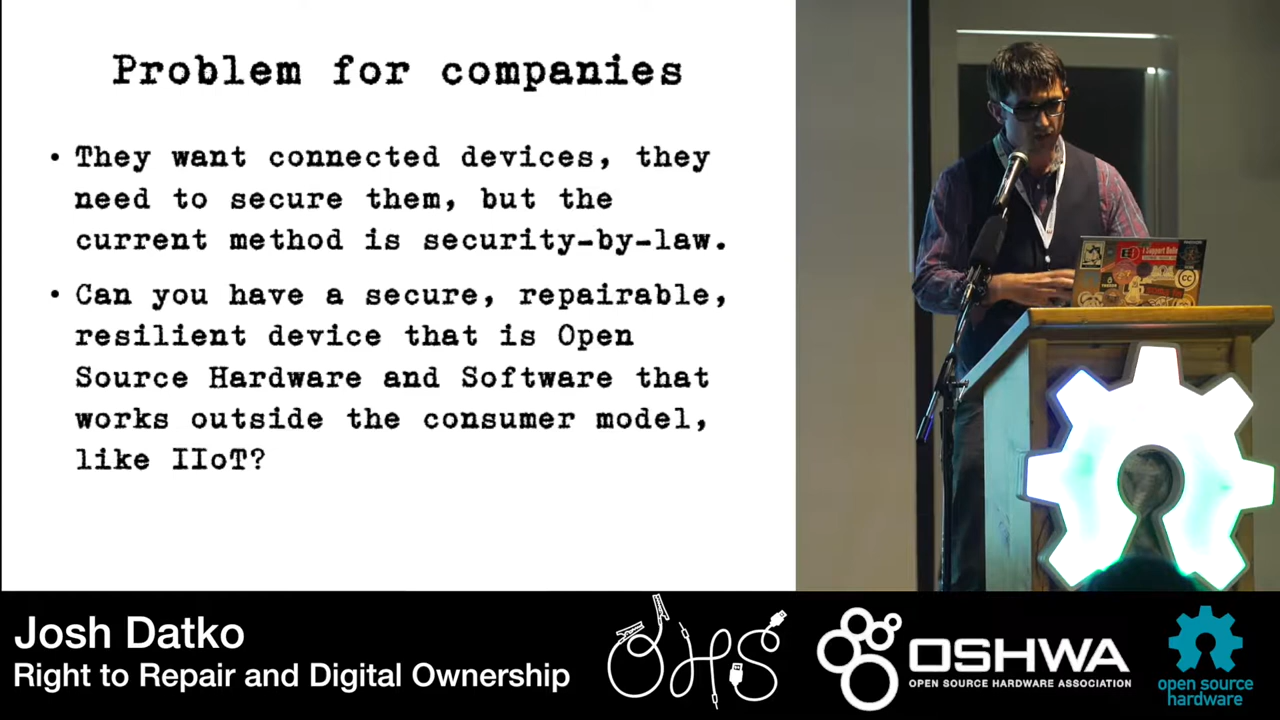 Problem for companies
• They want connected devices, they
need to secure them, but the
current method is security-by-law.
• Can you have a secure, repairable,
resilient device that is Open
Source Hardware and Software that
works outside the consumer model,
like IIoT?
Josh Datko
Right to Repair and Digital Ownership
OHS
OSHWA
OPEN SOURCE HARDWARE ASSOCIATION
open source
hardware